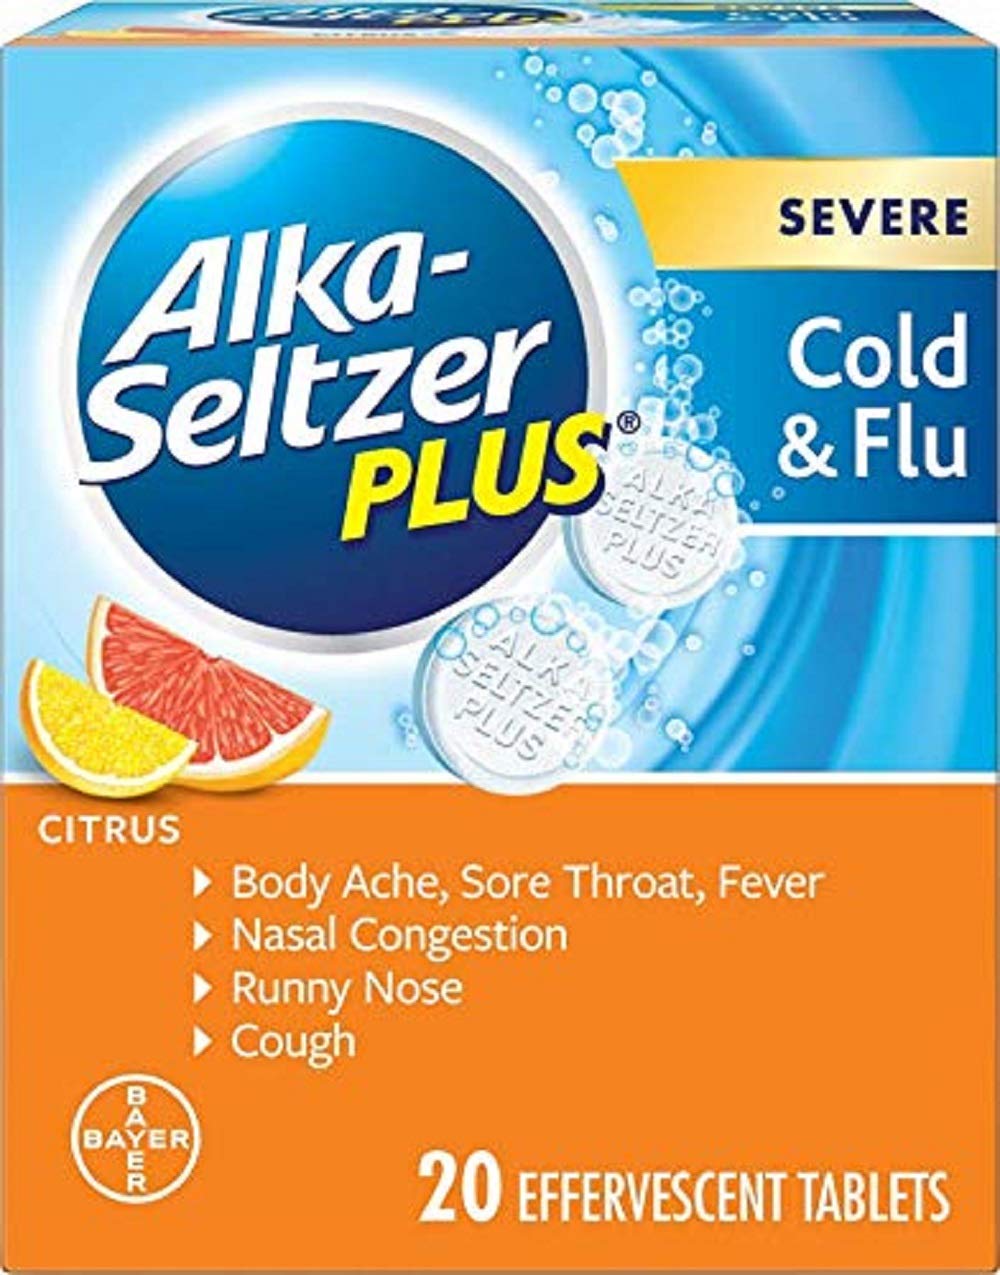 Alka-
Seltzer
PLUS®
SEVERE
Cold
& Flu
ALKA
SELTZER
PLUS
ALKA
SELTZER
PLUS
CITRUS
Body Ache, Sore Throat, Fever
Nasal Congestion
Runny Nose
Cough
BAYER
BAYER
20 EFFERVESCENT TABLETS